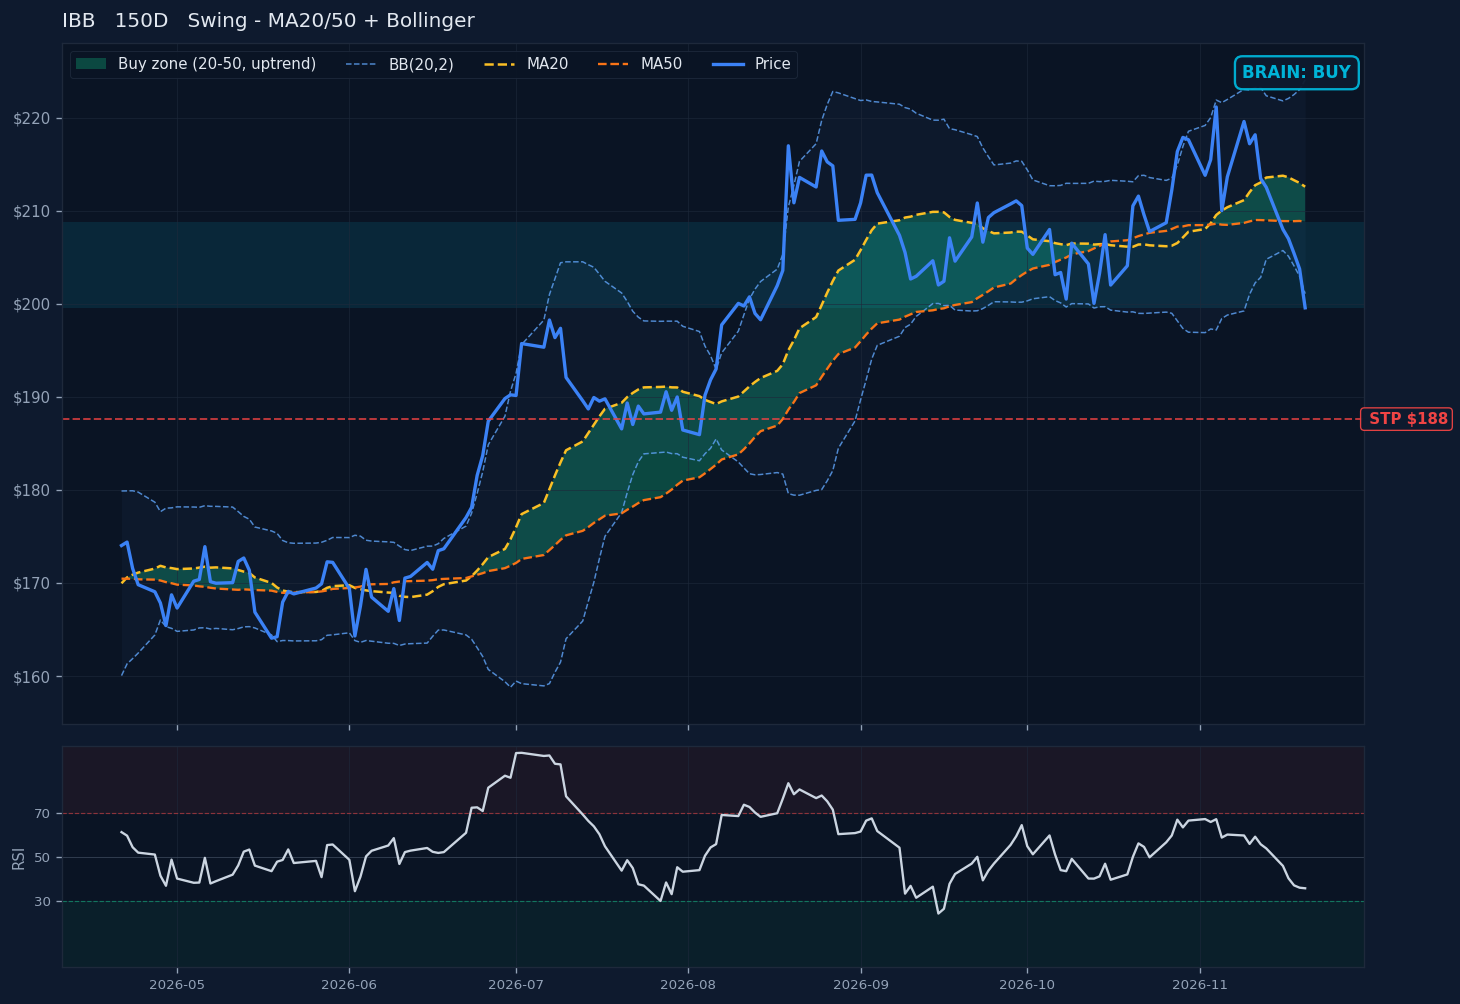 IBB 150D Swing - MA20/50 + Bollinger
Buy zone (20-50, uptrend) BB(20,2) MA20 MA50 Price
BRAIN: BUY
$220
$210
$200
$190
STP $188
$180
$170
$160
70
50
30
RSI
2026-05 2026-06 2026-07 2026-08 2026-09 2026-10 2026-11